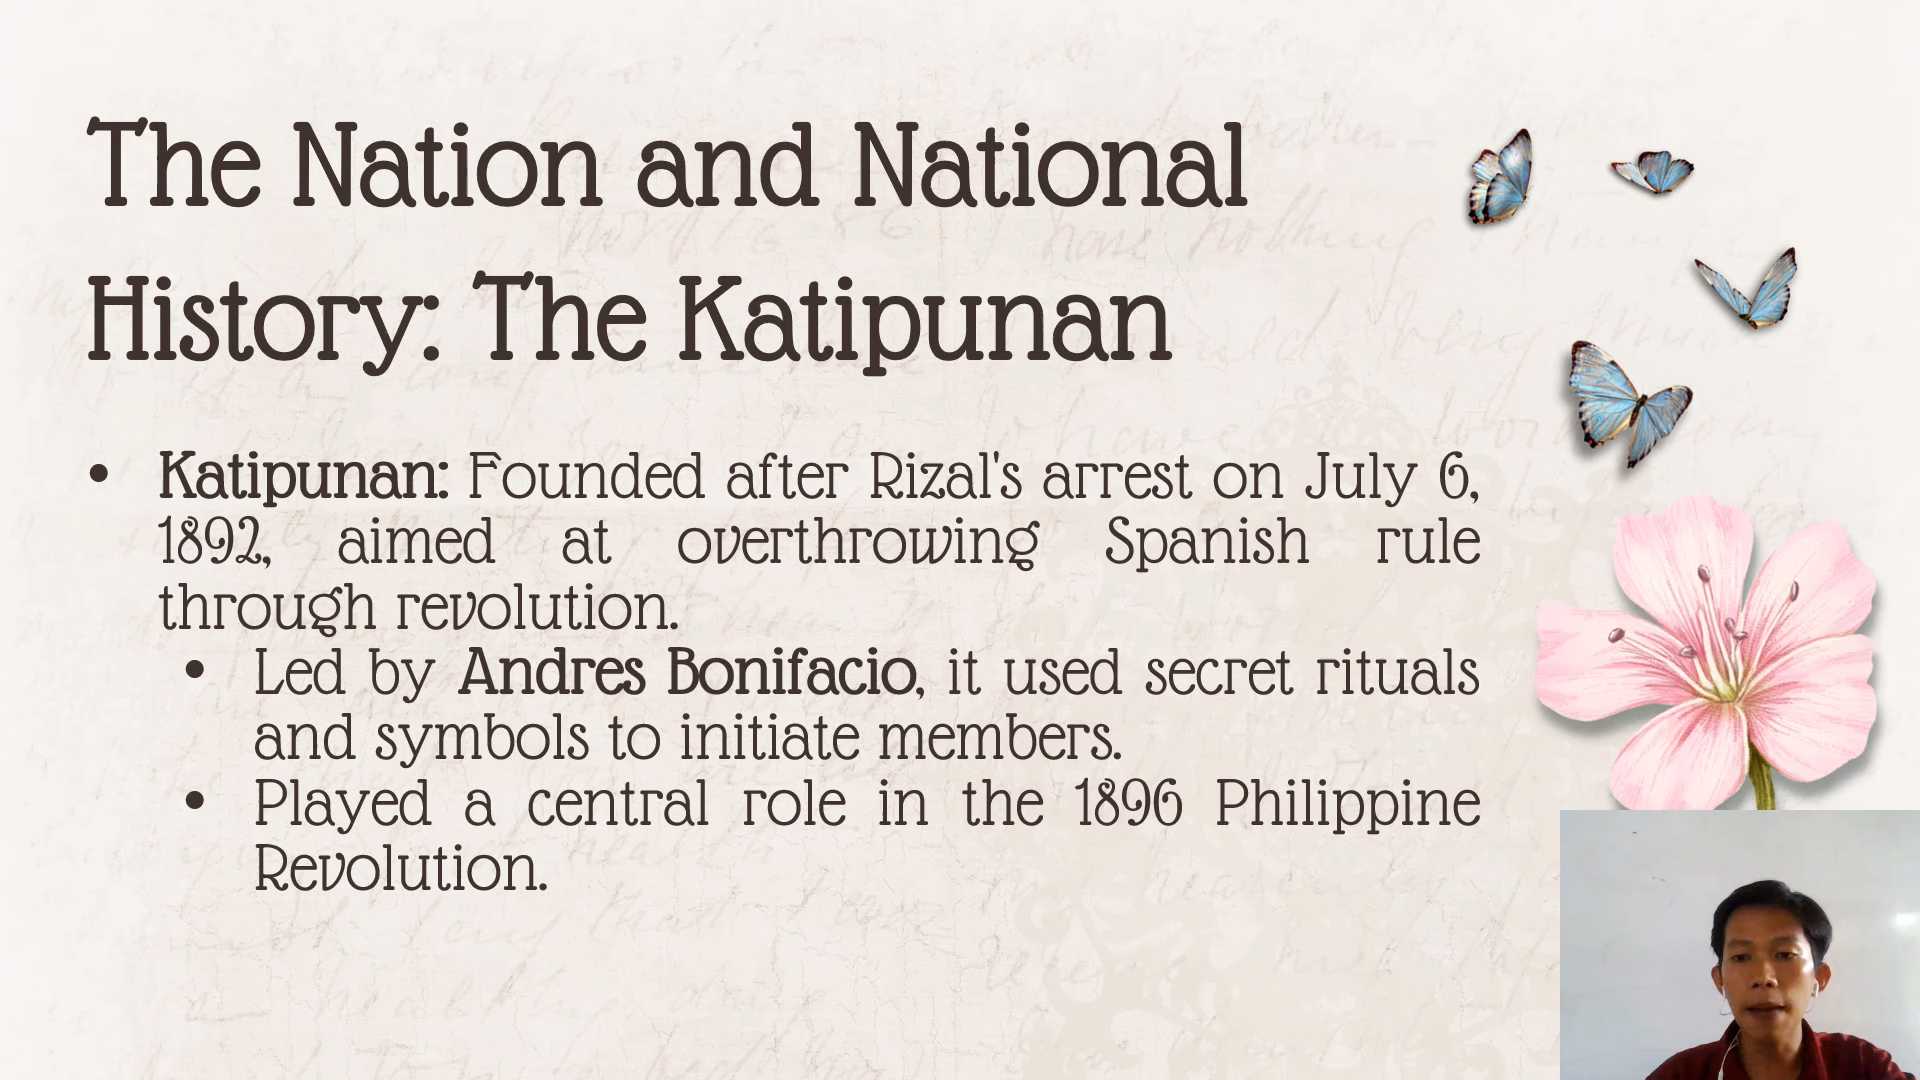 The Nation and National
History: The Katipunan
• Katipunan: Founded after Rizal's arrest on July 6,
1892, aimed at overthrowing Spanish rule
through revolution.
• Led by Andres Bonifacio, it used secret rituals
and symbols to initiate members.
• Played a central role in the 1896 Philippine
Revolution.